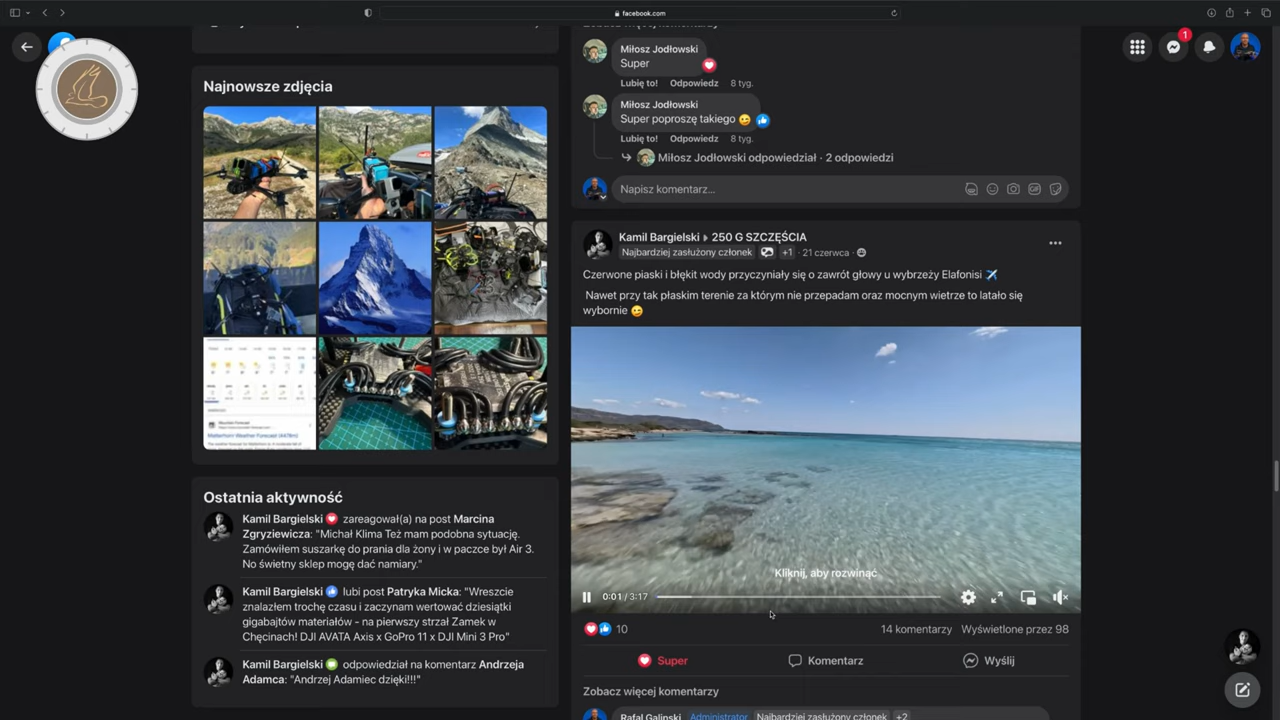 facebook.com
1
Najnowsze zdjęcia
Matterhorn Weather Forecast (4478m)
Ostatnia aktywność
Kamil Bargielski zareagował(a) na post Marcina
Zgryziewicza: "Michał Klima Też mam podobna sytuację.
Zamówiłem suszarkę do prania dla żony i w paczce był Air 3.
No świetny sklep mogę dać namiary."
Kamil Bargielski lubi post Patryka Micka: "Wreszcie
znalazłem trochę czasu i zaczynam wertować dziesiątki
gigabajtów materiałów - na pierwszy strzał Zamek w
Chęcinach! DJI AVATA Axis x GoPro 11 x DJI Mini 3 Pro"
Kamil Bargielski odpowiedział na komentarz Andrzeja
Adamca: "Andrzej Adamiec dzięki!!!"
Miłosz Jodłowski
Super
Lubię to! Odpowiedz 8 tyg.
Miłosz Jodłowski
Super poproszę takiego 😉
Lubię to! Odpowiedz 8 tyg.
Miłosz Jodłowski odpowiedział · 2 odpowiedzi
Napisz komentarz...
GIF
Kamil Bargielski ▸ 250 G SZCZĘŚCIA
Najbardziej zasłużony członek +1 · 21 czerwca ·
Czerwone piaski i błękit wody przyczyniały się o zawrót głowy u wybrzeży Elafonisi ✈️
Nawet przy tak płaskim terenie za którym nie przepadam oraz mocnym wietrze to latało się
wybornie 😉
Kliknij, aby rozwinąć
0:01 / 3:17
10 14 komentarzy Wyświetlone przez 98
Super Komentarz Wyślij
Zobacz więcej komentarzy
Rafał Galiński Administrator Najbardziej zasłużony członek +2